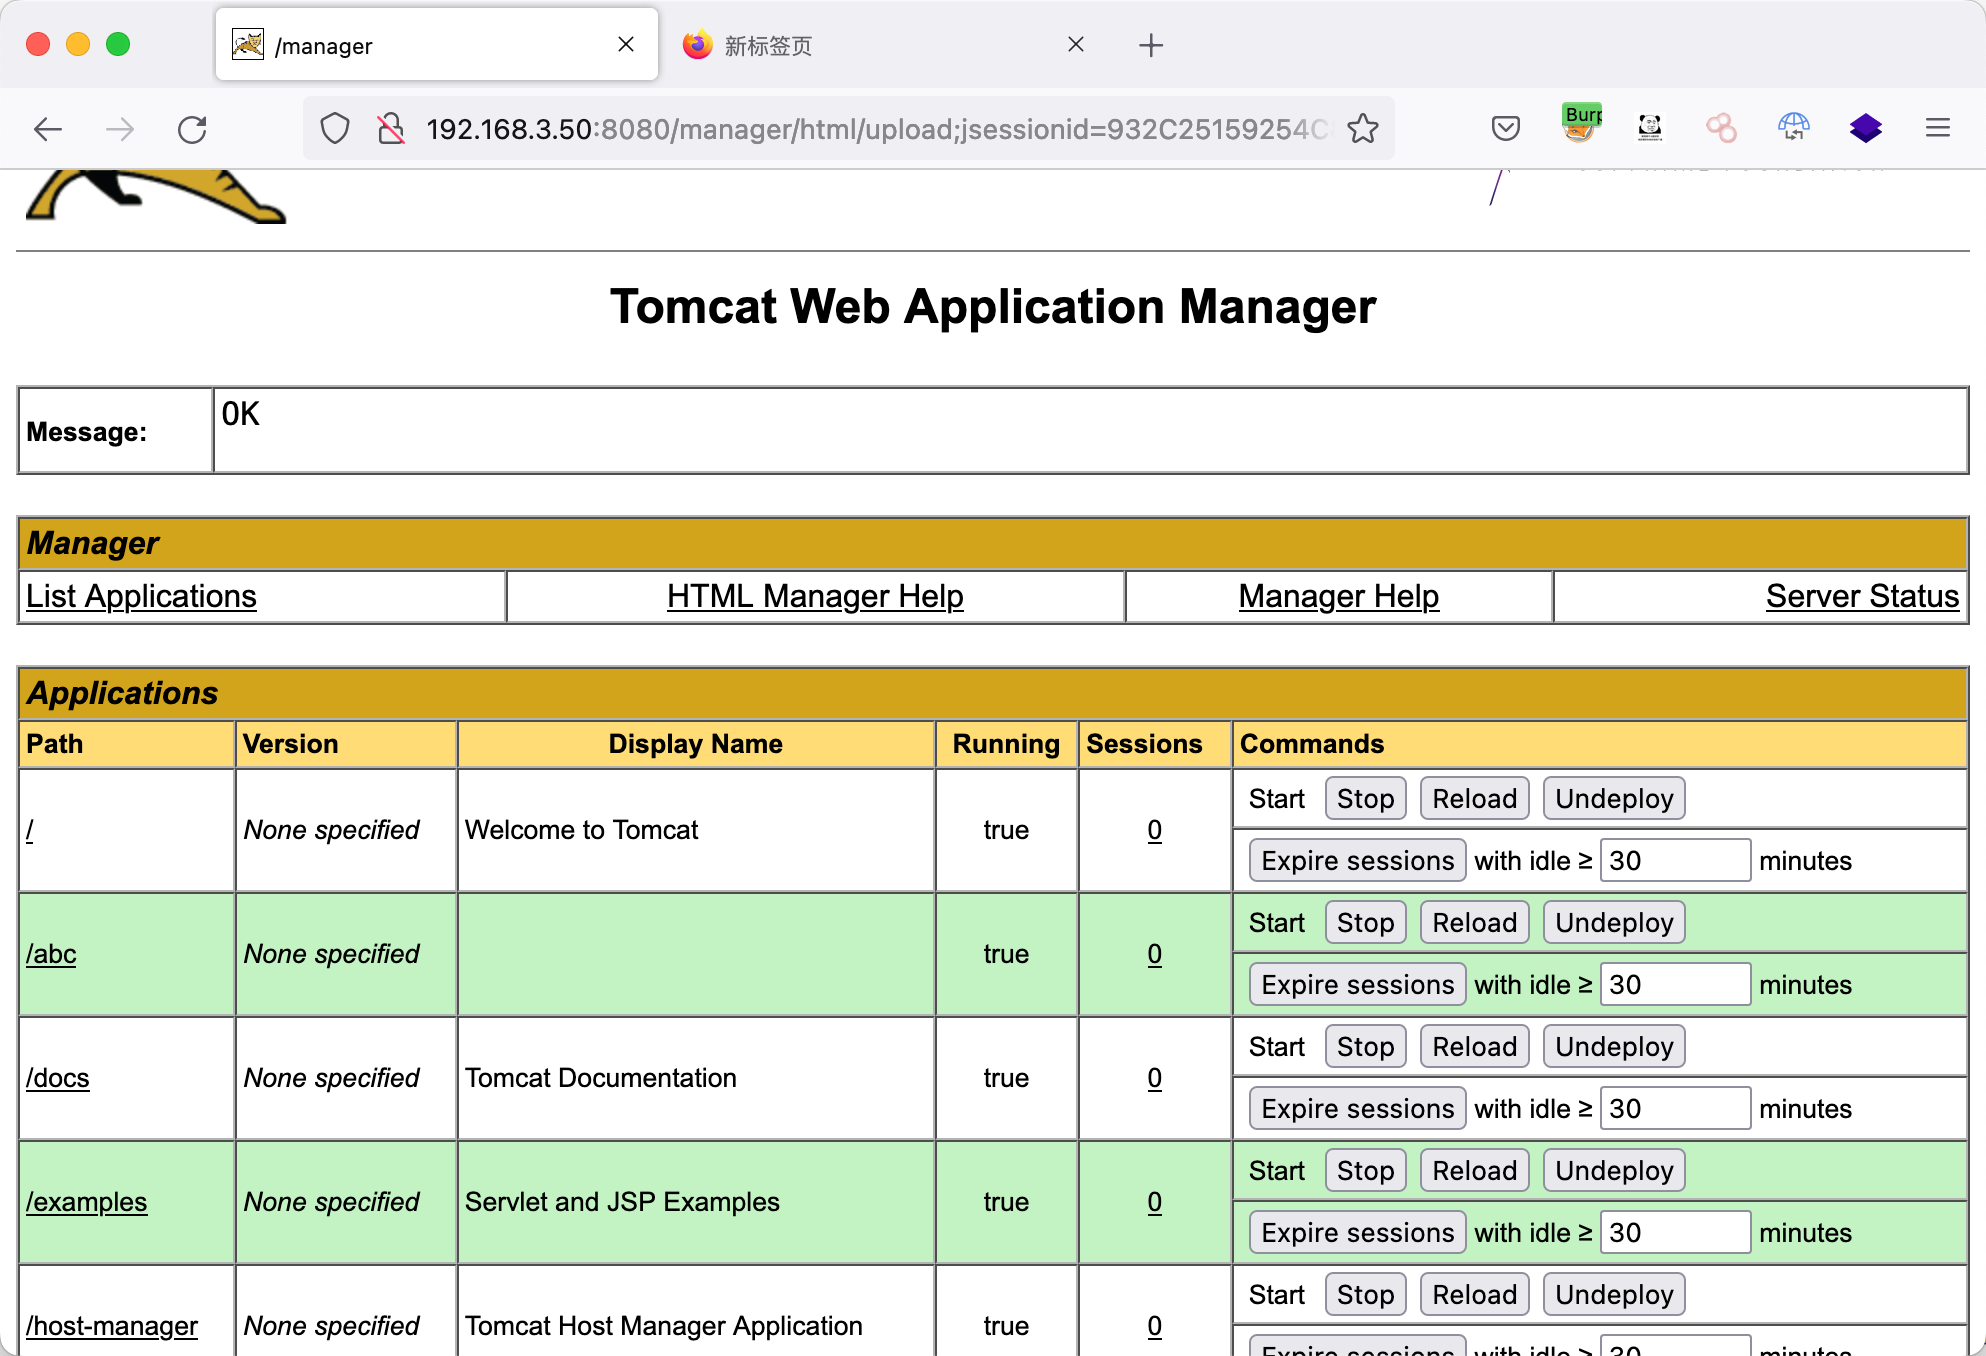 /manager
新标签页
192.168.3.50:8080/manager/html/upload;jsessionid=932C25159254C
Burp
Tomcat Web Application Manager
Message:
OK
Manager
List Applications
HTML Manager Help
Manager Help
Server Status
Applications
Path Version Display Name Running Sessions Commands
/ None specified Welcome to Tomcat true 0
Start Stop Reload Undeploy
Expire sessions with idle ≥ 30 minutes
/abc None specified true 0
Start Stop Reload Undeploy
Expire sessions with idle ≥ 30 minutes
/docs None specified Tomcat Documentation true 0
Start Stop Reload Undeploy
Expire sessions with idle ≥ 30 minutes
/examples None specified Servlet and JSP Examples true 0
Start Stop Reload Undeploy
Expire sessions with idle ≥ 30 minutes
/host-manager None specified Tomcat Host Manager Application true 0
Start Stop Reload Undeploy
Expire sessions with idle ≥ 30 minutes